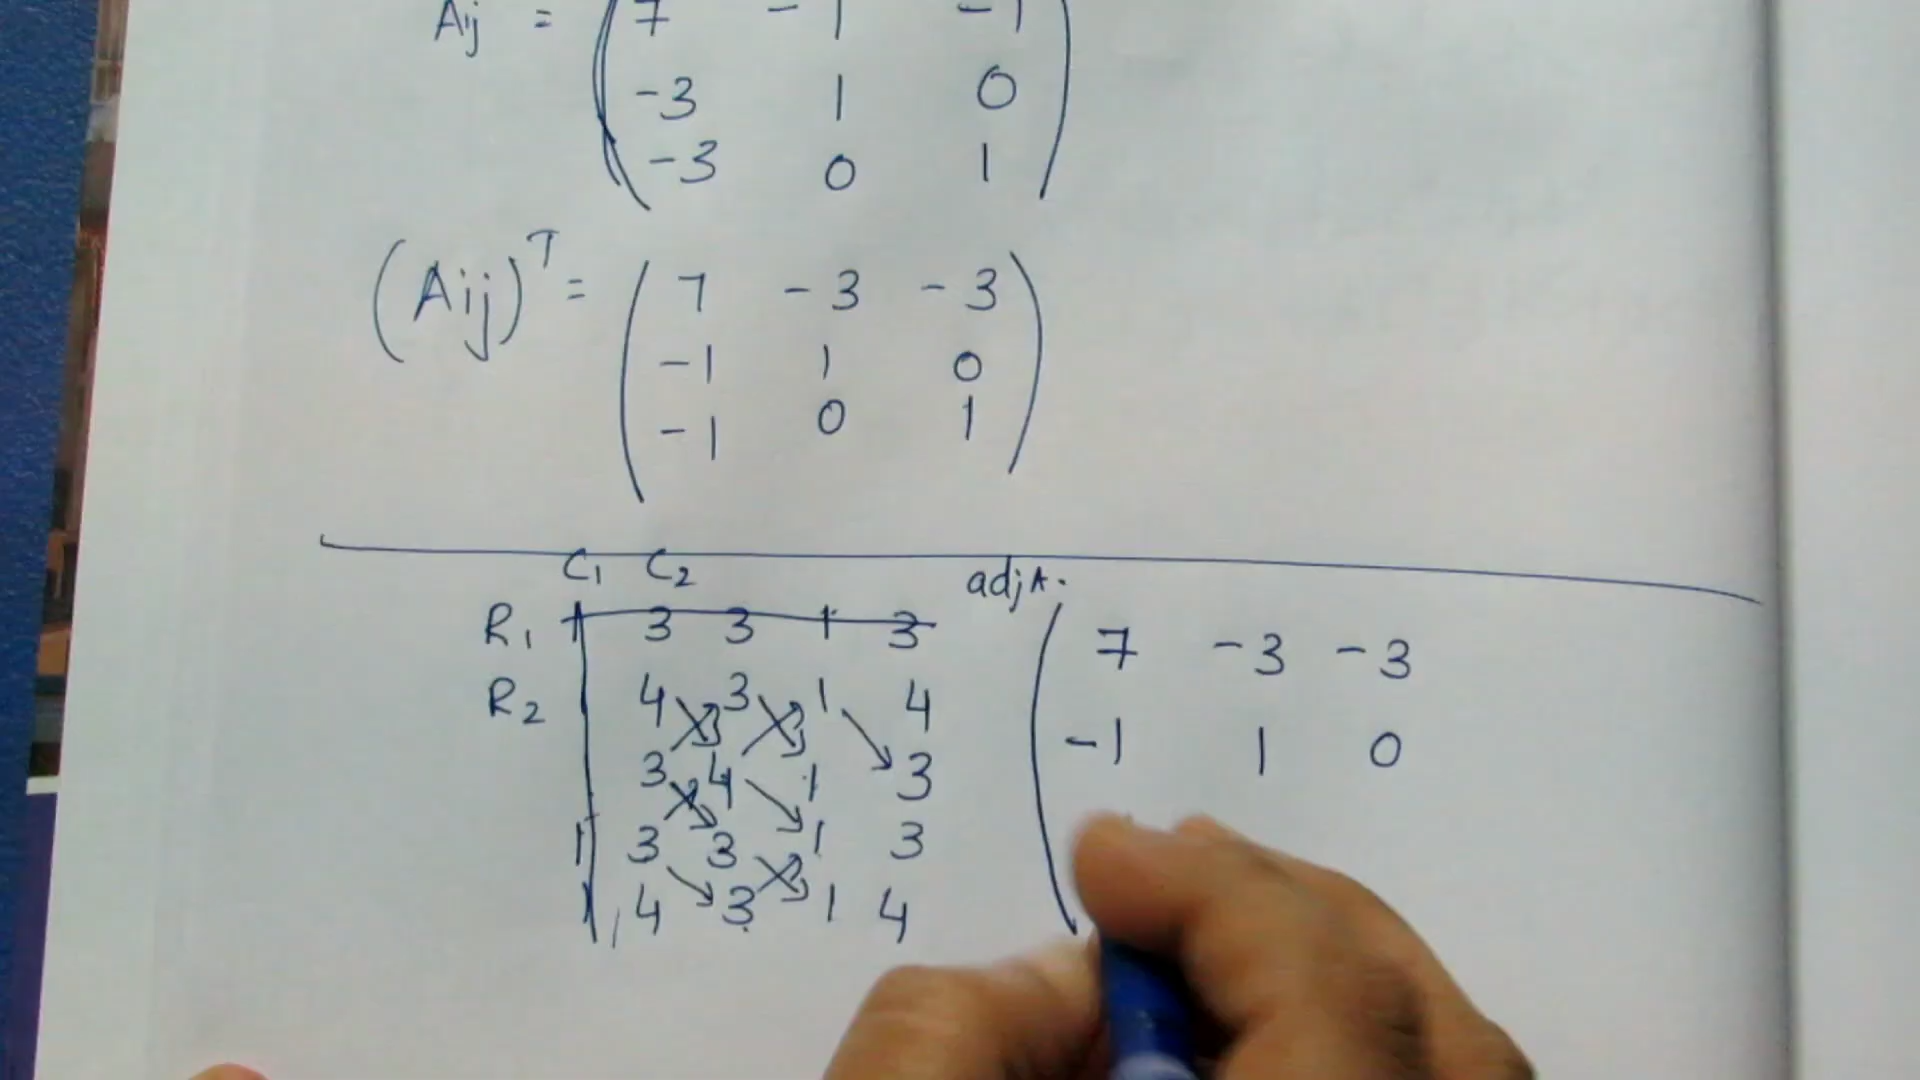 Aij = ( 7 -1 -1
-3 1 0
-3 0 1 )
(Aij)ᵀ = ( 7 -3 -3
-1 1 0
-1 0 1 )
C₁ C₂
adjA.
R₁ 1 3 3 1 3
R₂ 4 3 1 4
3 4 1 3
1 3 3 1 3
1 4 3 1 4
( 7 -3 -3
-1 1 0